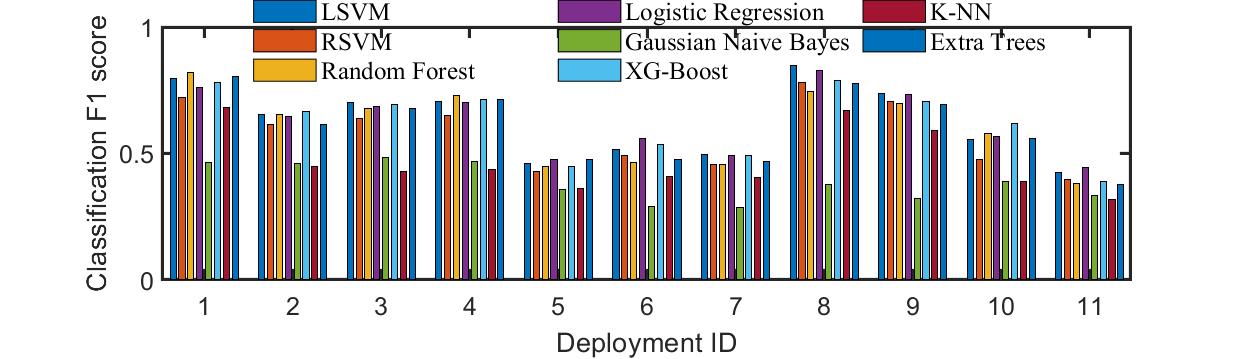 LSVM
RSVM
Random Forest
Logistic Regression
Gaussian Naive Bayes
XG-Boost
K-NN
Extra Trees
Classification F1 score
1
0.5
0
1 2 3 4 5 6 7 8 9 10 11
Deployment ID